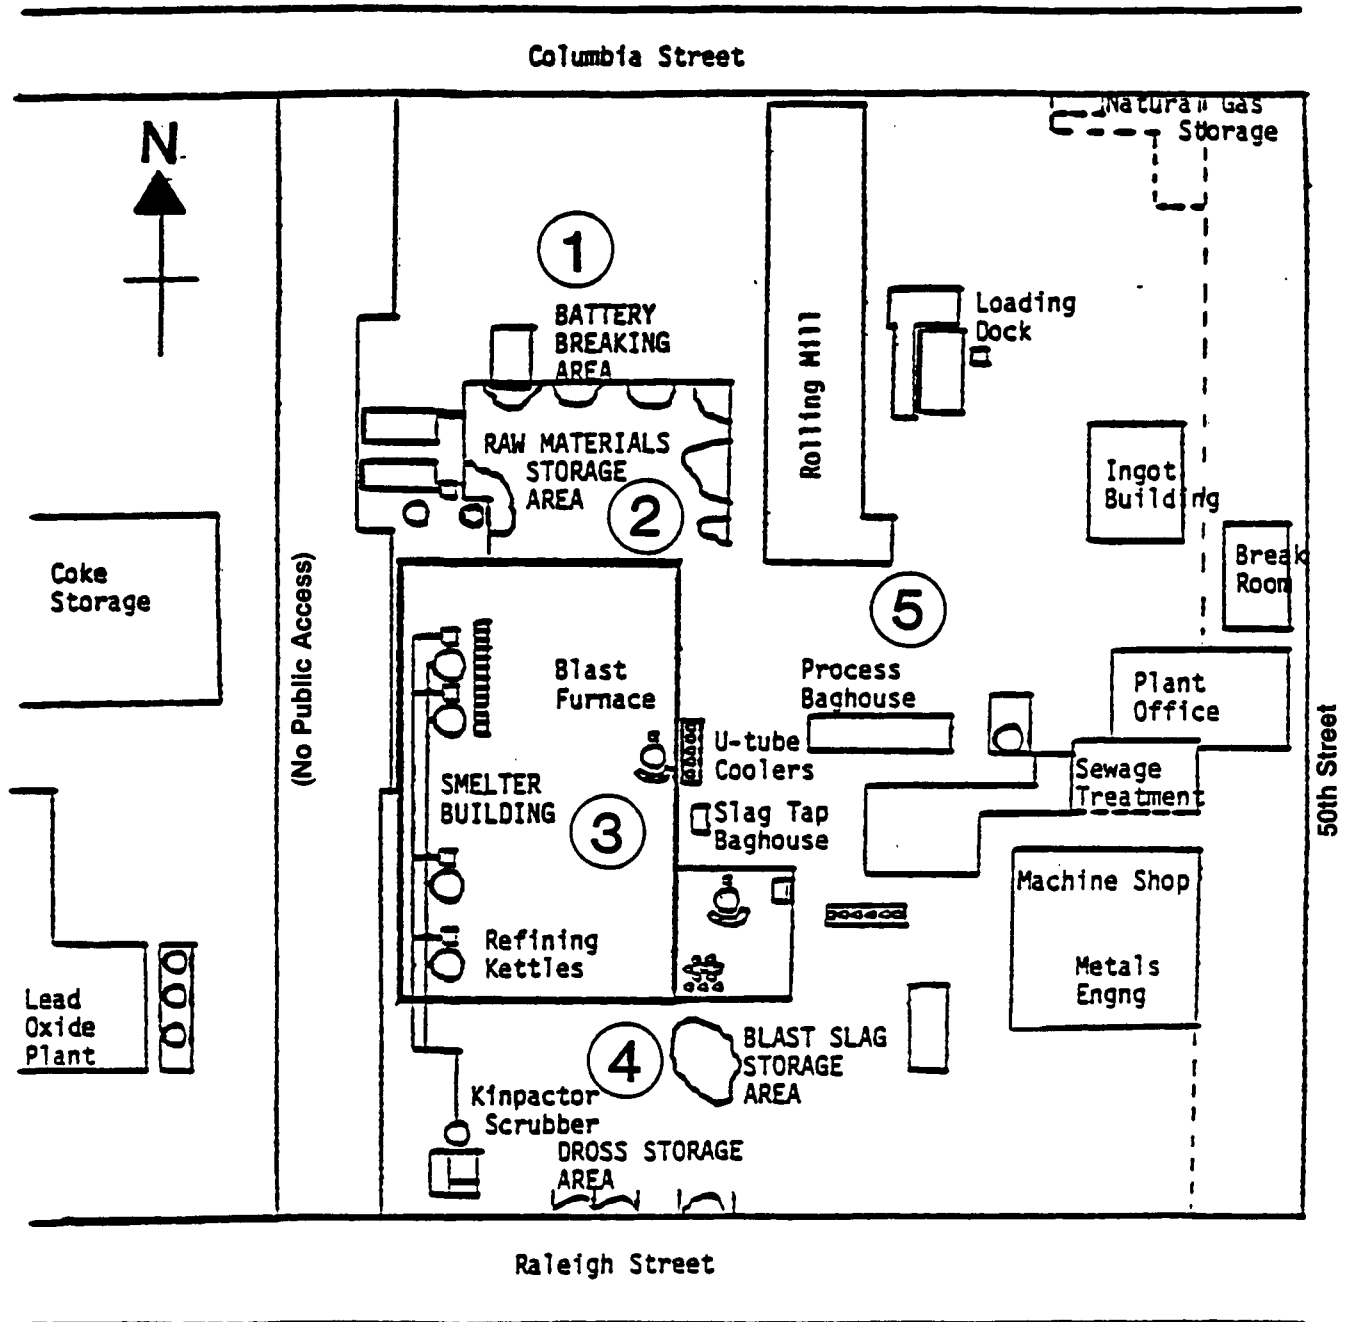 Columbia Street
Natural Gas
Storage
N
1
BATTERY
BREAKING
AREA
Loading
Dock
Rolling Mill
RAW MATERIALS
STORAGE
AREA
2
Ingot
Building
Break
Room
Coke
Storage
(No Public Access)
5
Blast
Furnace
Process
Baghouse
Plant
Office
U-tube
Coolers
Sewage
Treatment
50th Street
SMELTER
BUILDING
3
Slag Tap
Baghouse
Machine Shop
Refining
Kettles
Metals
Engng
Lead
Oxide
Plant
4
BLAST SLAG
STORAGE
AREA
Kinpactor
Scrubber
DROSS STORAGE
AREA
Raleigh Street